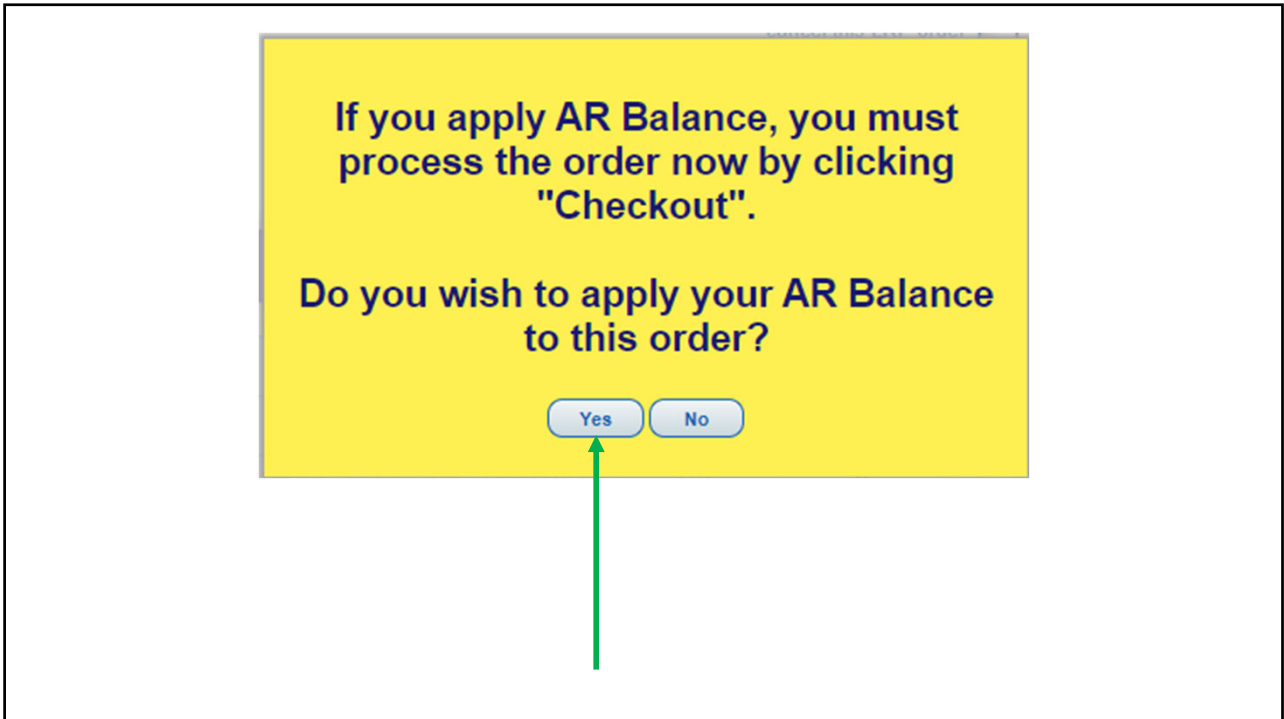 If you apply AR Balance, you must
process the order now by clicking
"Checkout".
Do you wish to apply your AR Balance
to this order?
Yes No